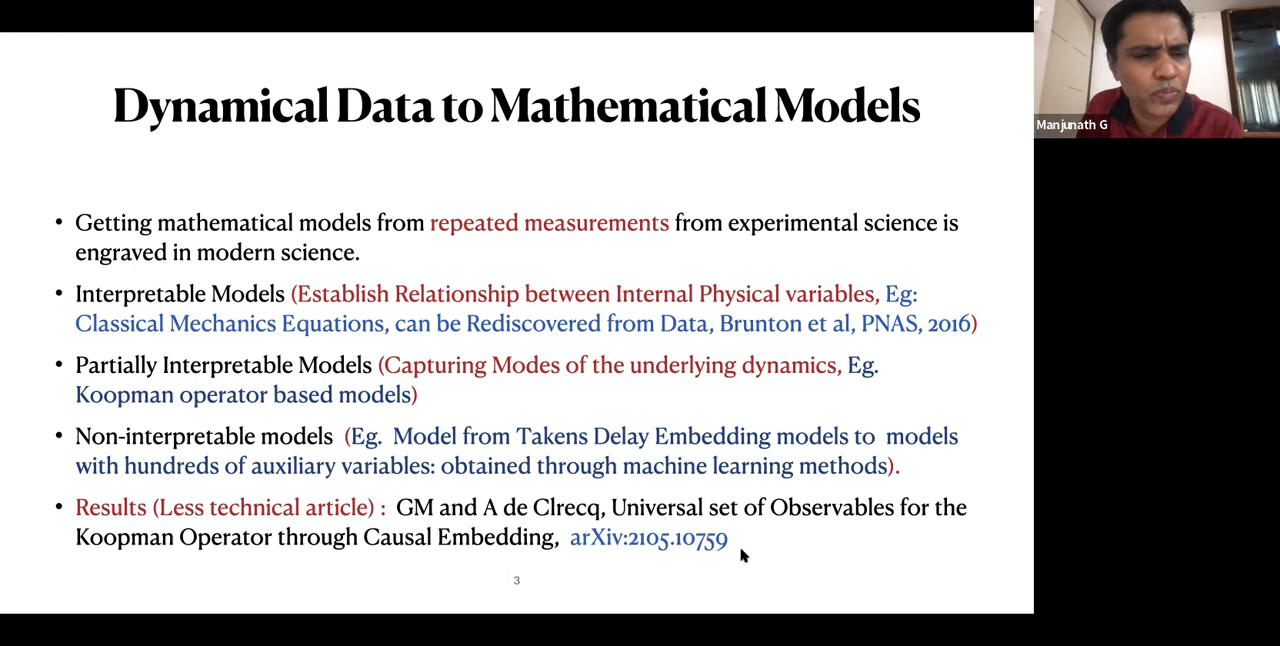 Dynamical Data to Mathematical Models
• Getting mathematical models from repeated measurements from experimental science is
engraved in modern science.
• Interpretable Models (Establish Relationship between Internal Physical variables, Eg:
Classical Mechanics Equations, can be Rediscovered from Data, Brunton et al, PNAS, 2016)
• Partially Interpretable Models (Capturing Modes of the underlying dynamics, Eg.
Koopman operator based models)
• Non-interpretable models (Eg. Model from Takens Delay Embedding models to models
with hundreds of auxiliary variables: obtained through machine learning methods).
• Results (Less technical article) : GM and A de Clrecq, Universal set of Observables for the
Koopman Operator through Causal Embedding, arXiv:2105.10759
3
Manjunath G